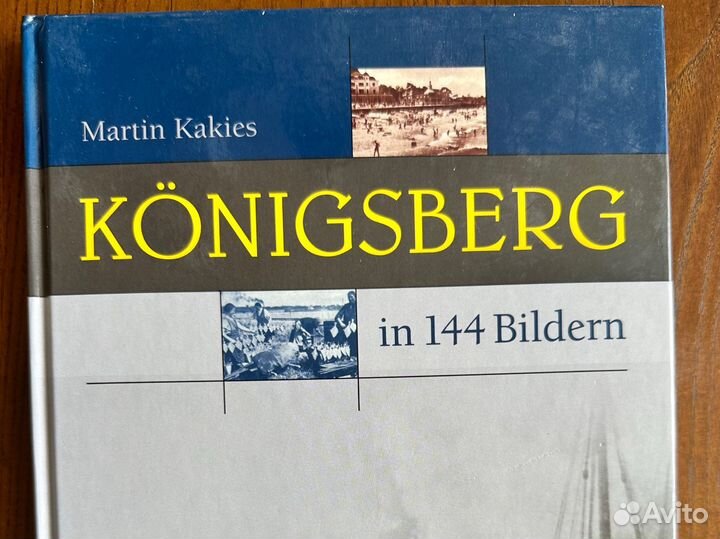 Martin Kakies
KÖNIGSBERG
in 144 Bildern
Avito